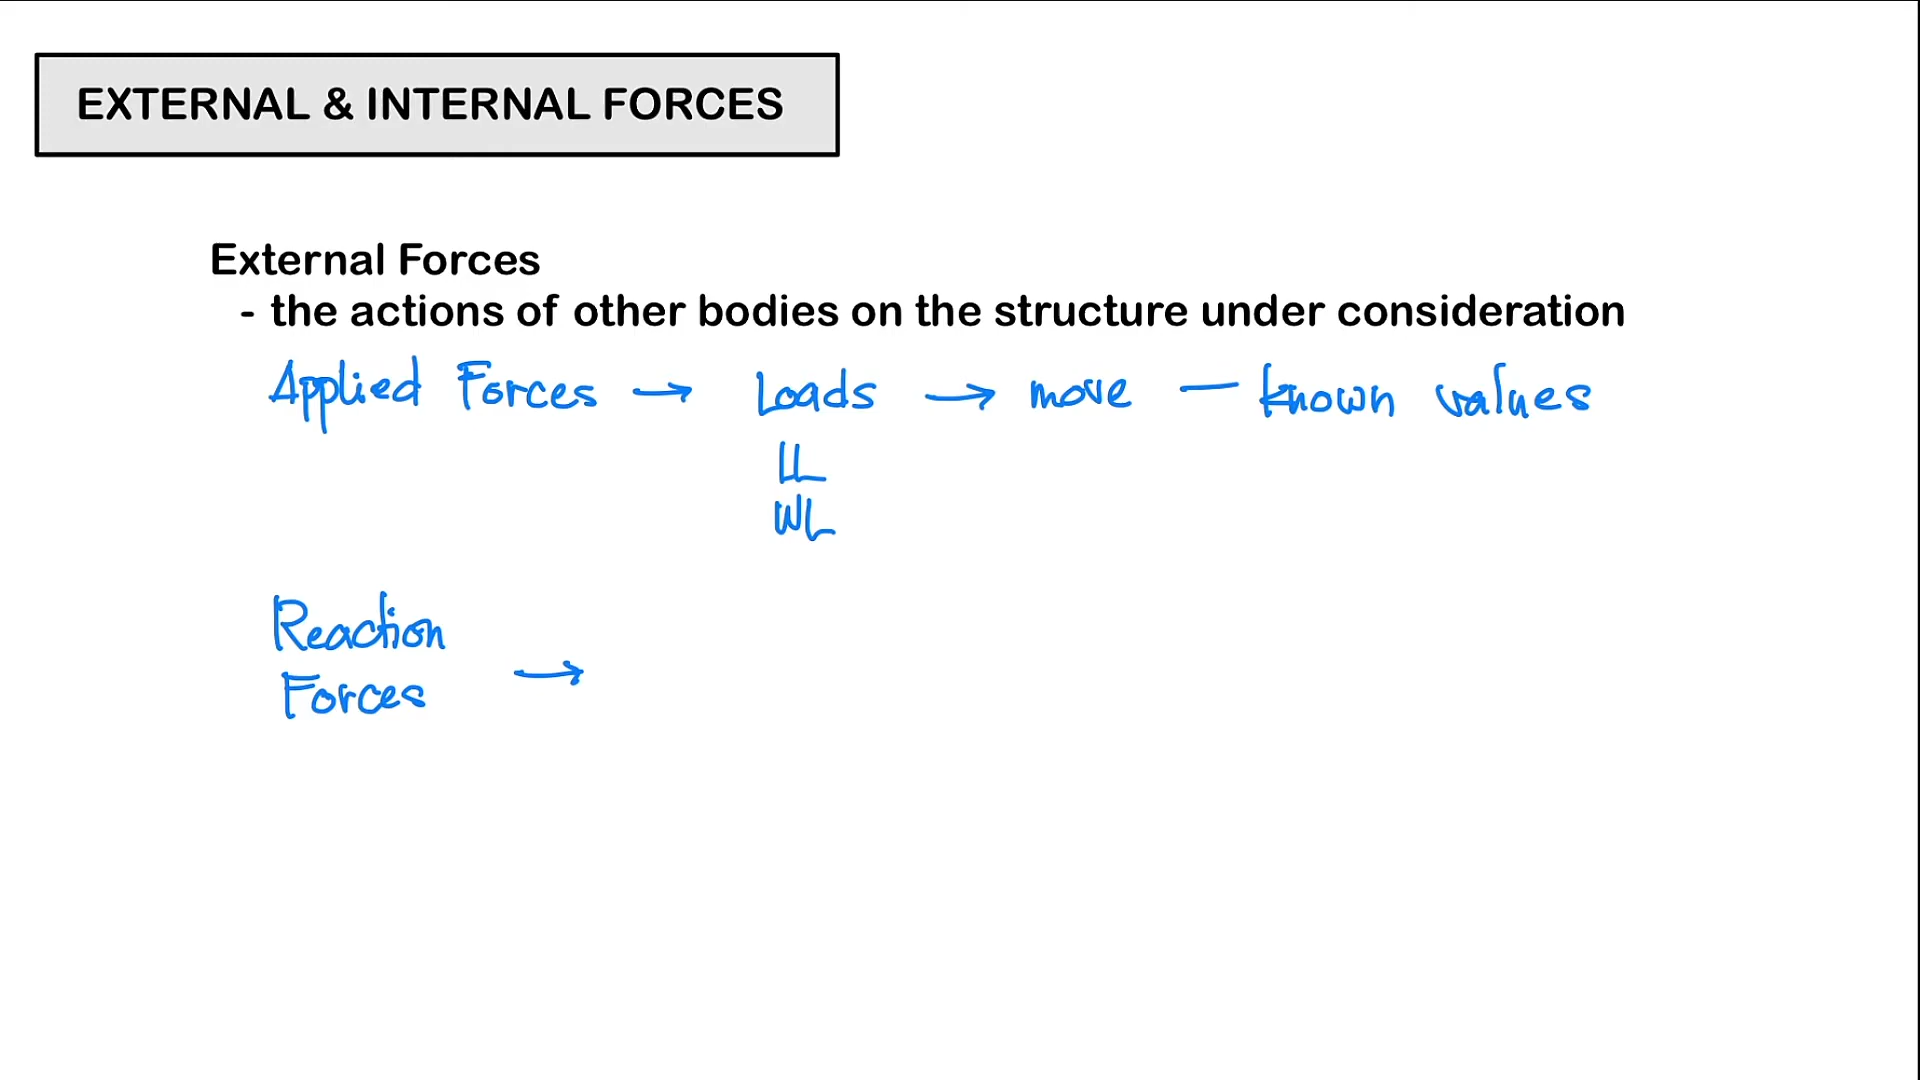 EXTERNAL & INTERNAL FORCES
External Forces
- the actions of other bodies on the structure under consideration
Applied Forces → Loads → move — known values
LL
WL
Reaction
Forces →